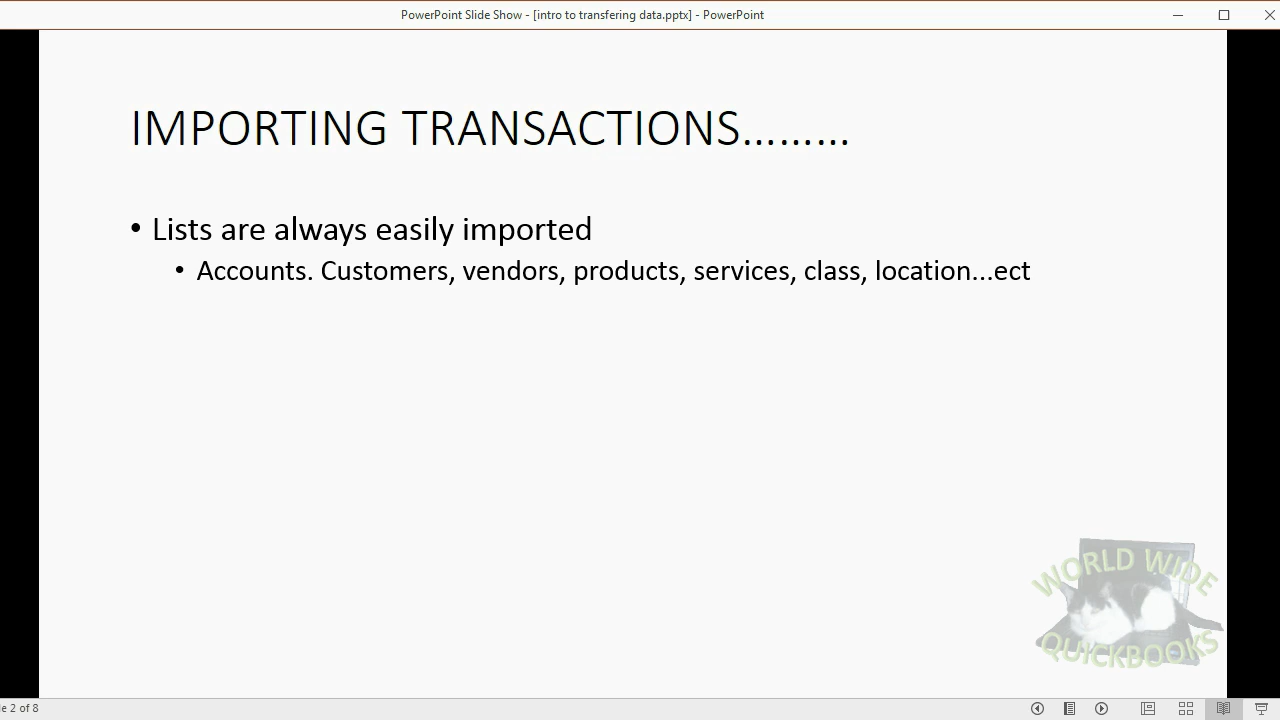 PowerPoint Slide Show - [intro to transfering data.pptx] - PowerPoint
IMPORTING TRANSACTIONS.........
• Lists are always easily imported
• Accounts. Customers, vendors, products, services, class, location...ect
WORLD WIDE
QUICKBOOKS
le 2 of 8